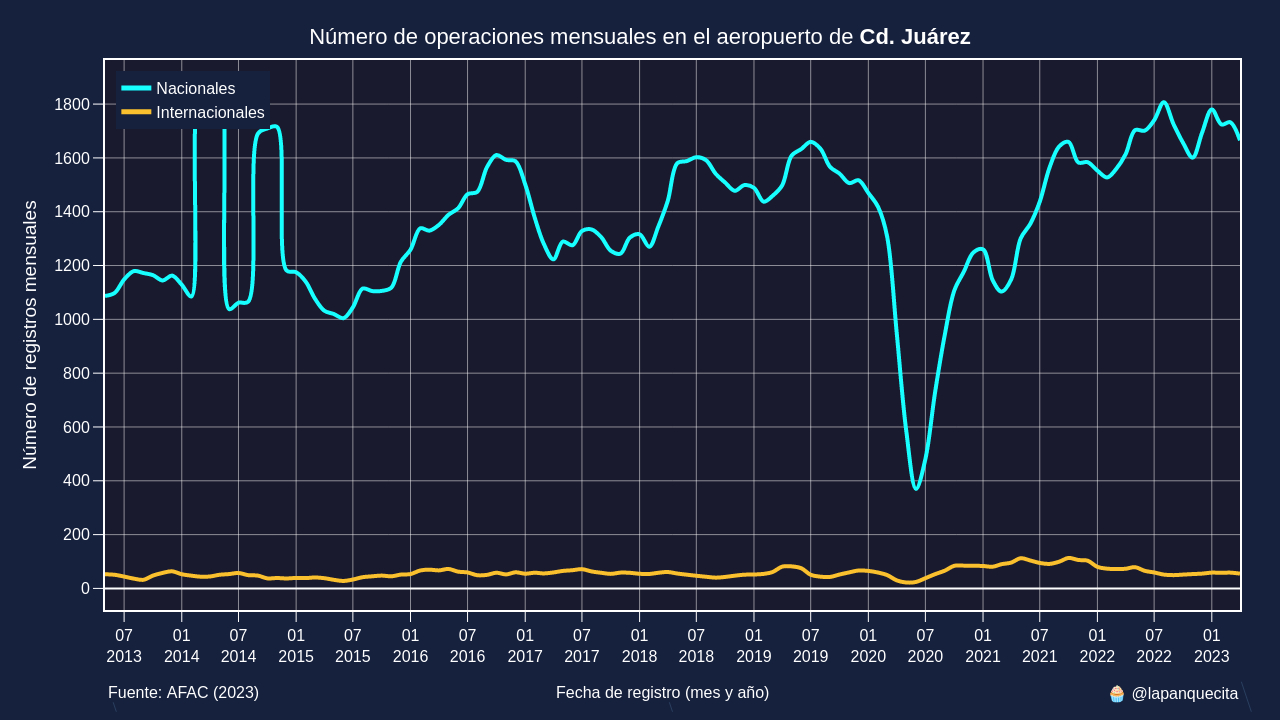 Número de operaciones mensuales en el aeropuerto de Cd. Juárez
Nacionales
Internacionales
Número de registros mensuales
1800
1600
1400
1200
1000
800
600
400
200
0
07 01 07 01 07 01 07 01 07 01 07 01 07 01 07 01 07 01 07 01
2013 2014 2014 2015 2015 2016 2016 2017 2017 2018 2018 2019 2019 2020 2020 2021 2021 2022 2022 2023
Fuente: AFAC (2023)
Fecha de registro (mes y año)
🧁 @lapanquecita